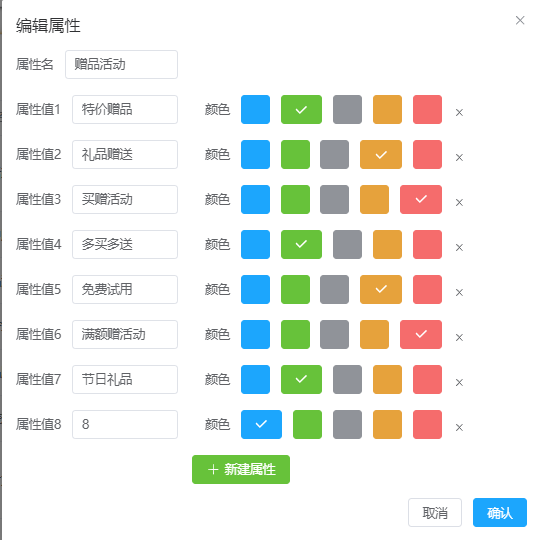 编辑属性 ×
属性名 赠品活动
属性值1 特价赠品 颜色 ×
属性值2 礼品赠送 颜色 ×
属性值3 买赠活动 颜色 ×
属性值4 多买多送 颜色 ×
属性值5 免费试用 颜色 ×
属性值6 满额赠活动 颜色 ×
属性值7 节日礼品 颜色 ×
属性值8 8 颜色 ×
+ 新建属性
取消 确认